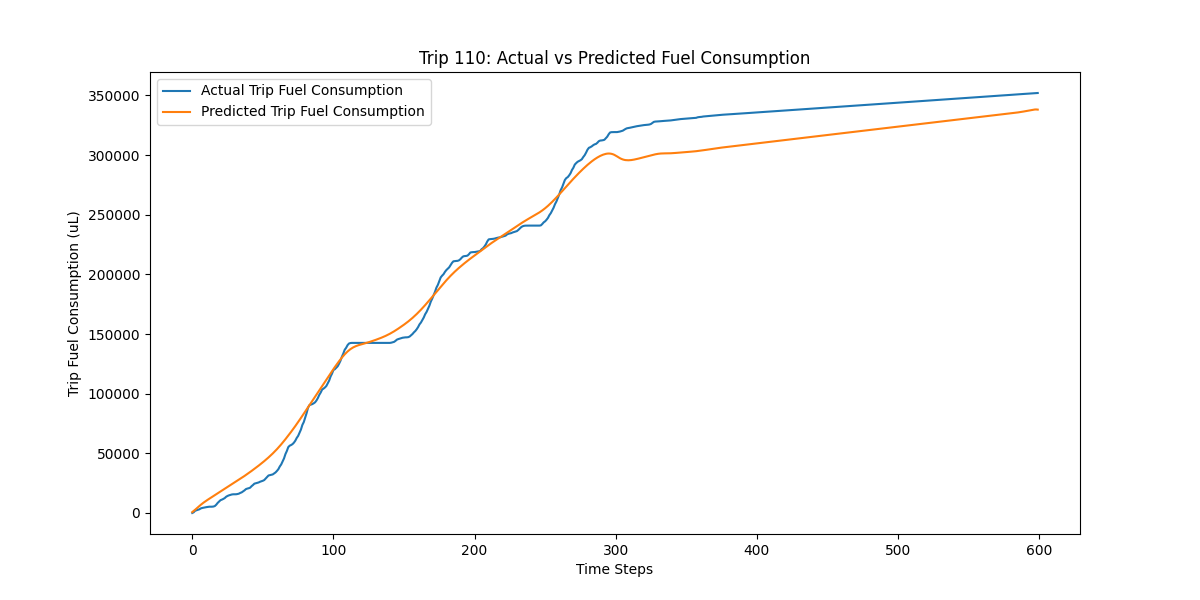 Trip 110: Actual vs Predicted Fuel Consumption
Actual Trip Fuel Consumption
Predicted Trip Fuel Consumption
Trip Fuel Consumption (uL)
350000
300000
250000
200000
150000
100000
50000
0
0 100 200 300 400 500 600
Time Steps